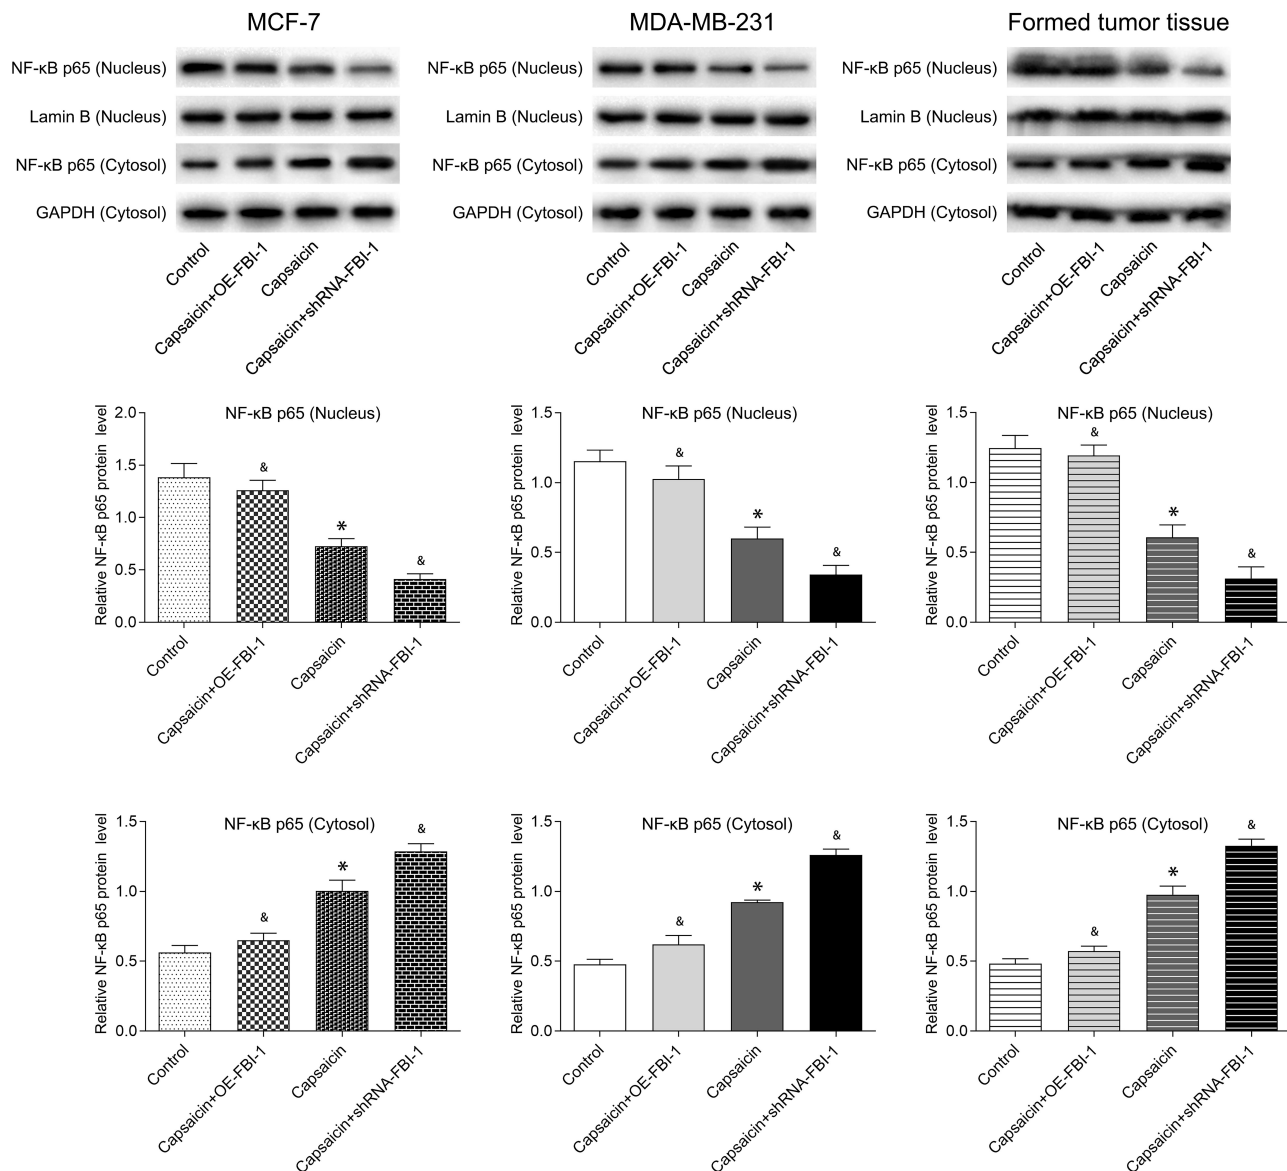 MCF-7
MDA-MB-231
Formed tumor tissue
NF-κB p65 (Nucleus)
Lamin B (Nucleus)
NF-κB p65 (Cytosol)
GAPDH (Cytosol)
Control
Capsaicin+OE-FBI-1
Capsaicin
Capsaicin+shRNA-FBI-1
NF-κB p65 (Nucleus)
Lamin B (Nucleus)
NF-κB p65 (Cytosol)
GAPDH (Cytosol)
Control
Capsaicin+OE-FBI-1
Capsaicin
Capsaicin+shRNA-FBI-1
NF-κB p65 (Nucleus)
Lamin B (Nucleus)
NF-κB p65 (Cytosol)
GAPDH (Cytosol)
Control
Capsaicin+OE-FBI-1
Capsaicin
Capsaicin+shRNA-FBI-1
NF-κB p65 (Nucleus)
Relative NF-κB p65 protein level
2.0
1.5
1.0
0.5
0.0
&
*
&
Control
Capsaicin+OE-FBI-1
Capsaicin
Capsaicin+shRNA-FBI-1
NF-κB p65 (Nucleus)
Relative NF-κB p65 protein level
1.5
1.0
0.5
0.0
&
*
&
Control
Capsaicin+OE-FBI-1
Capsaicin
Capsaicin+shRNA-FBI-1
NF-κB p65 (Nucleus)
Relative NF-κB p65 protein level
1.5
1.0
0.5
0.0
&
*
&
Control
Capsaicin+OE-FBI-1
Capsaicin
Capsaicin+shRNA-FBI-1
NF-κB p65 (Cytosol)
Relative NF-κB p65 protein level
1.5
1.0
0.5
0.0
&
*
&
Control
Capsaicin+OE-FBI-1
Capsaicin
Capsaicin+shRNA-FBI-1
NF-κB p65 (Cytosol)
Relative NF-κB p65 protein level
1.5
1.0
0.5
0.0
&
*
&
Control
Capsaicin+OE-FBI-1
Capsaicin
Capsaicin+shRNA-FBI-1
NF-κB p65 (Cytosol)
Relative NF-κB p65 protein level
1.5
1.0
0.5
0.0
&
*
&
Control
Capsaicin+OE-FBI-1
Capsaicin
Capsaicin+shRNA-FBI-1